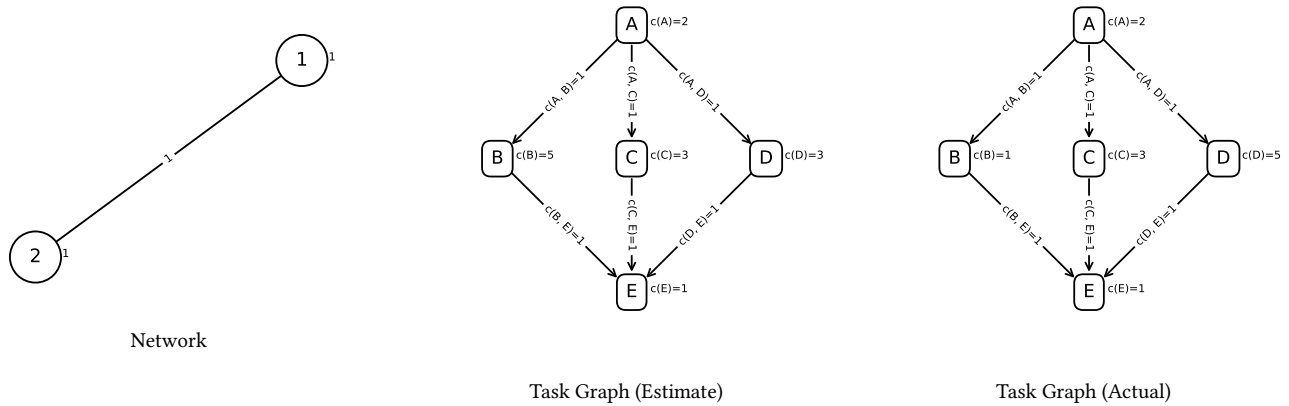 1
1
1
2
1
Network
A
c(A)=2
c(A, B)=1
c(A, C)=1
c(A, D)=1
B
c(B)=5
C
c(C)=3
D
c(D)=3
c(B, E)=1
c(C, E)=1
c(D, E)=1
E
c(E)=1
Task Graph (Estimate)
A
c(A)=2
c(A, B)=1
c(A, C)=1
c(A, D)=1
B
c(B)=1
C
c(C)=3
D
c(D)=5
c(B, E)=1
c(C, E)=1
c(D, E)=1
E
c(E)=1
Task Graph (Actual)